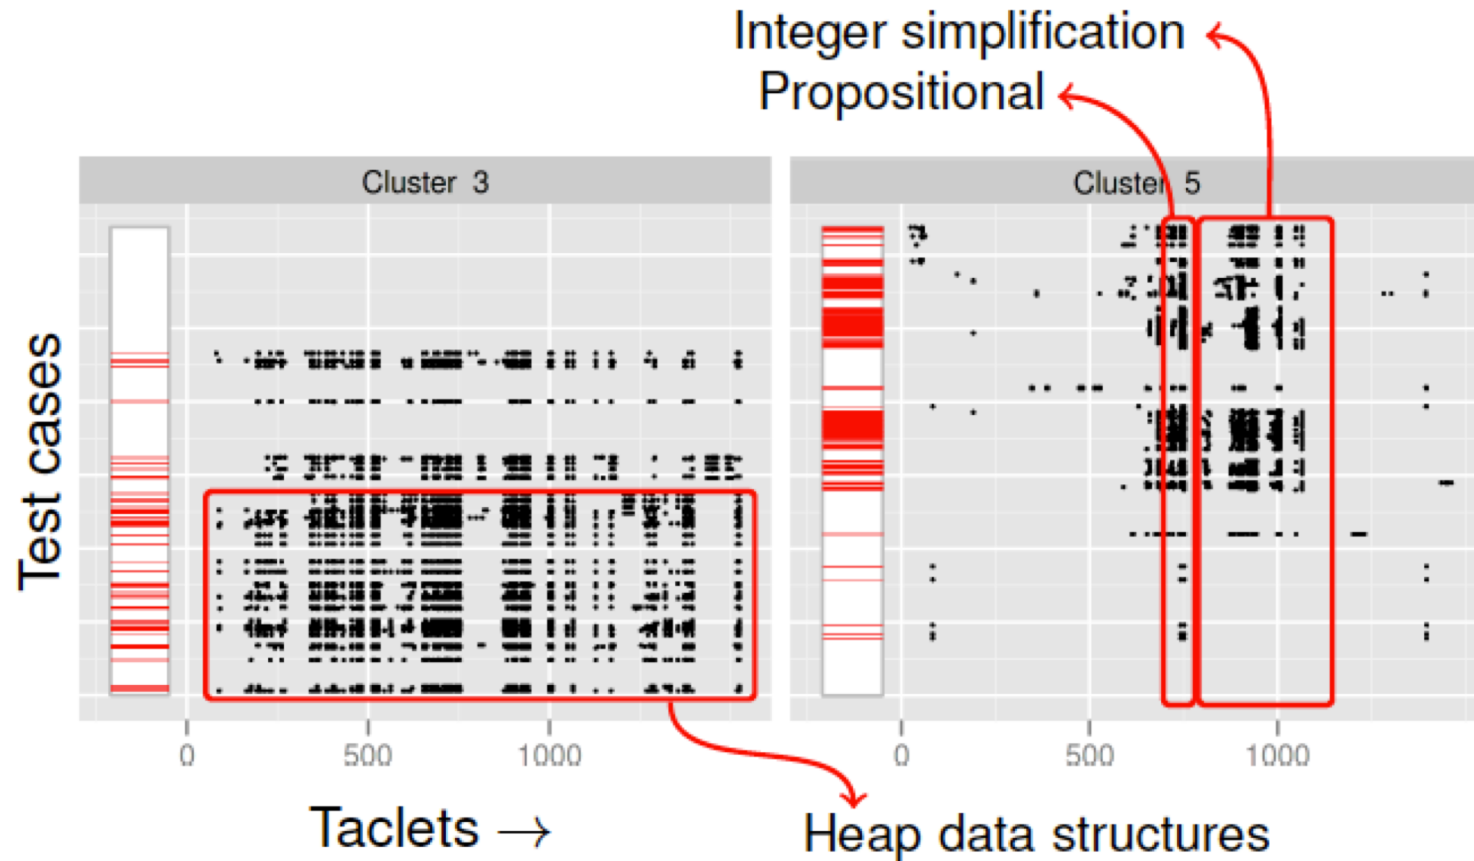 Integer simplification
Propositional
Cluster 3
Cluster 5
Test cases
0
500
1000
0
500
1000
Taclets →
Heap data structures